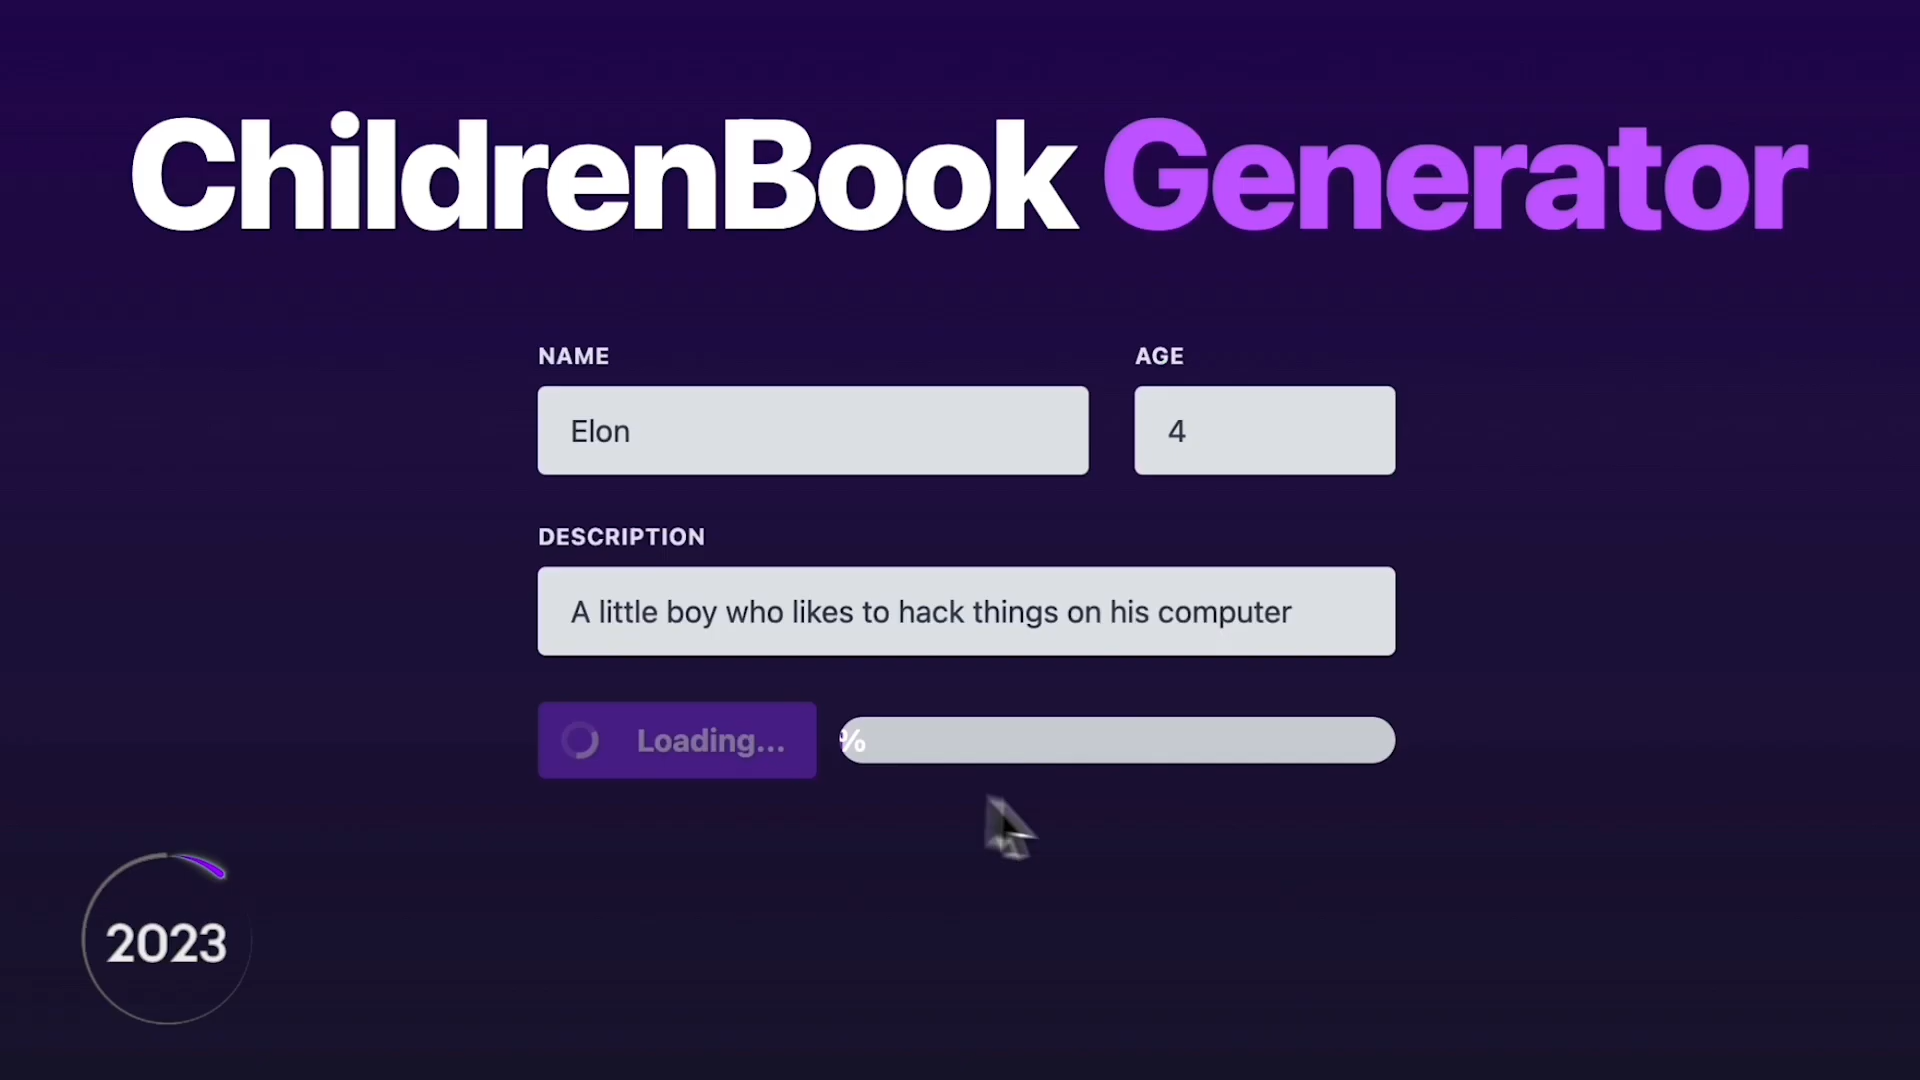 ChildrenBook Generator
NAME
AGE
Elon
4
DESCRIPTION
A little boy who likes to hack things on his computer
Loading...
%
2023